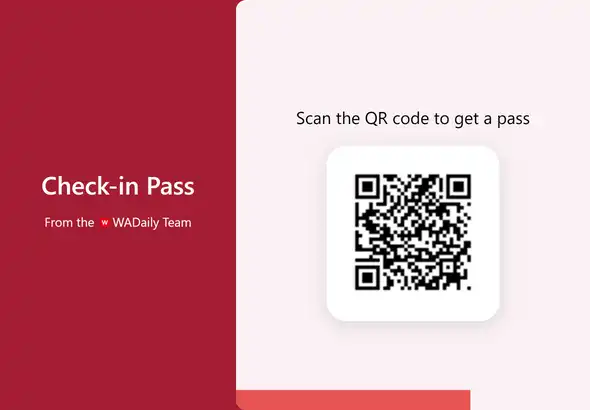 Check-in Pass
From the W WADaily Team
Scan the QR code to get a pass